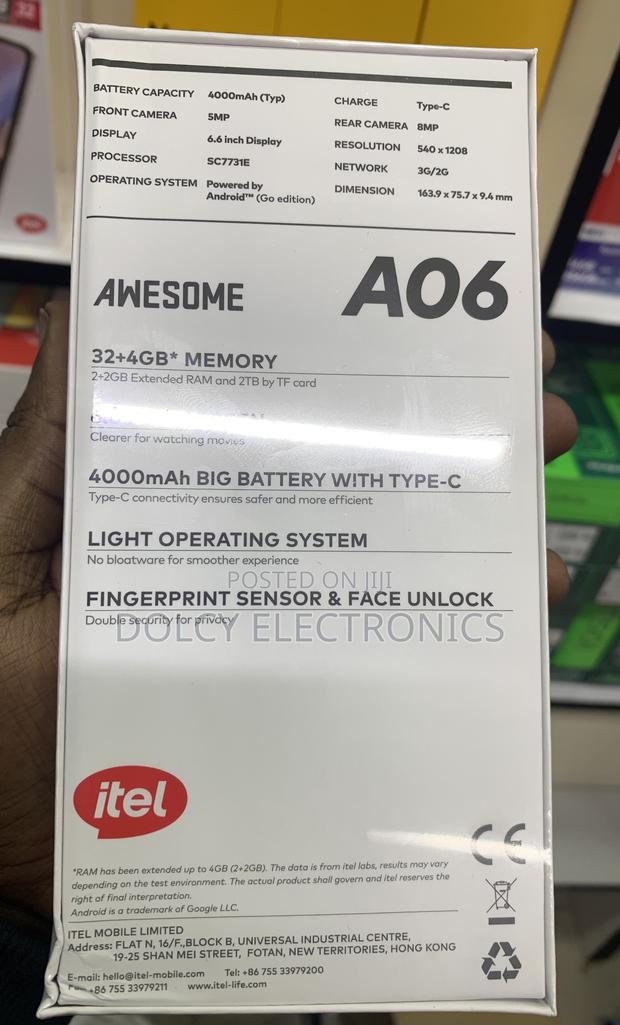 BATTERY CAPACITY 4000mAh (Typ)
FRONT CAMERA 5MP
DISPLAY 6.6 inch Display
PROCESSOR SC7731E
OPERATING SYSTEM Powered by
Android™ (Go edition)
CHARGE Type-C
REAR CAMERA 8MP
RESOLUTION 540 x 1208
NETWORK 3G/2G
DIMENSION 163.9 x 75.7 x 9.4 mm
AWESOME A06
32+4GB* MEMORY
2+2GB Extended RAM and 2TB by TF card
Clearer for watching movies
4000mAh BIG BATTERY WITH TYPE-C
Type-C connectivity ensures safer and more efficient
LIGHT OPERATING SYSTEM
No bloatware for smoother experience
POSTED ON JIJI
FINGERPRINT SENSOR & FACE UNLOCK
Double security for privacy
DOLCY ELECTRONICS
itel
CE
*RAM has been extended up to 4GB (2+2GB). The data is from itel labs, results may vary
depending on the test environment. The actual product shall govern and itel reserves the
right of final interpretation.
Android is a trademark of Google LLC.
ITEL MOBILE LIMITED
Address: FLAT N, 16/F.,BLOCK B, UNIVERSAL INDUSTRIAL CENTRE,
19-25 SHAN MEI STREET, FOTAN, NEW TERRITORIES, HONG KONG
E-mail: hello@itel-mobile.com Tel: +86 755 33979200
+86 755 33979211 www.itel-life.com
itel
32